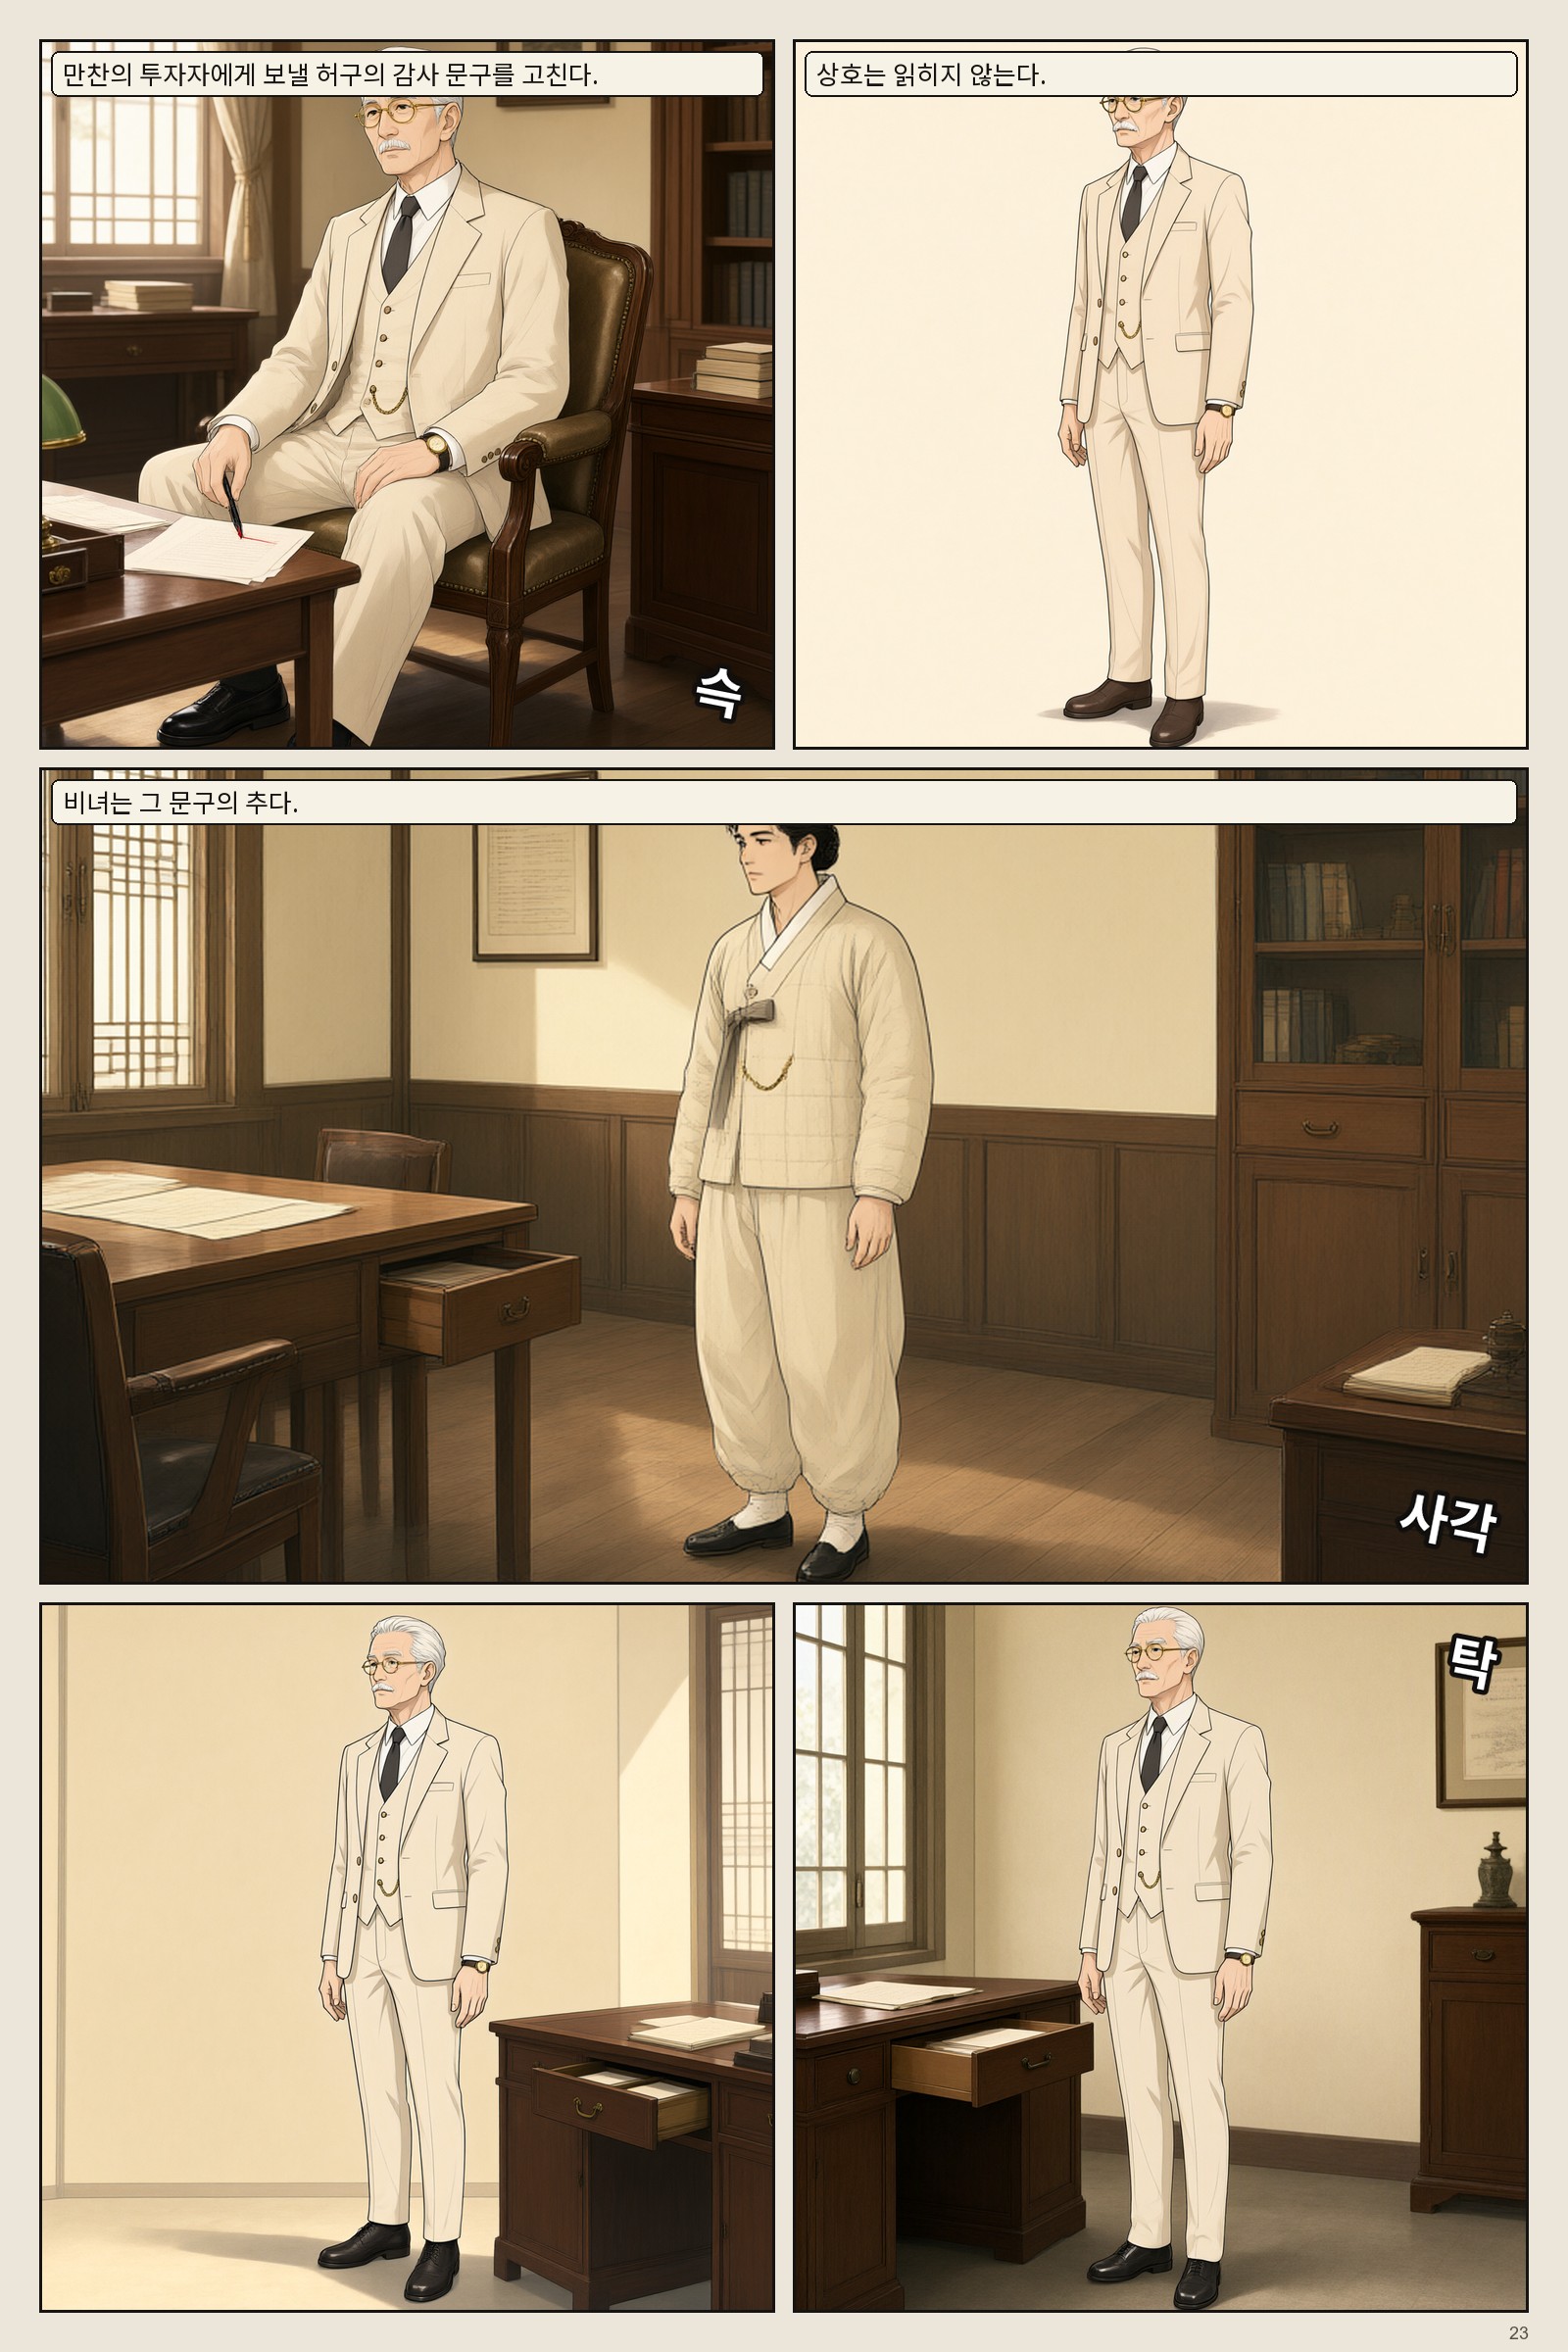 만찬의 투자자에게 보낼 허구의 감사 문구를 고친다.
슥
상호는 읽히지 않는다.
비녀는 그 문구의 추다.
사각
탁
23